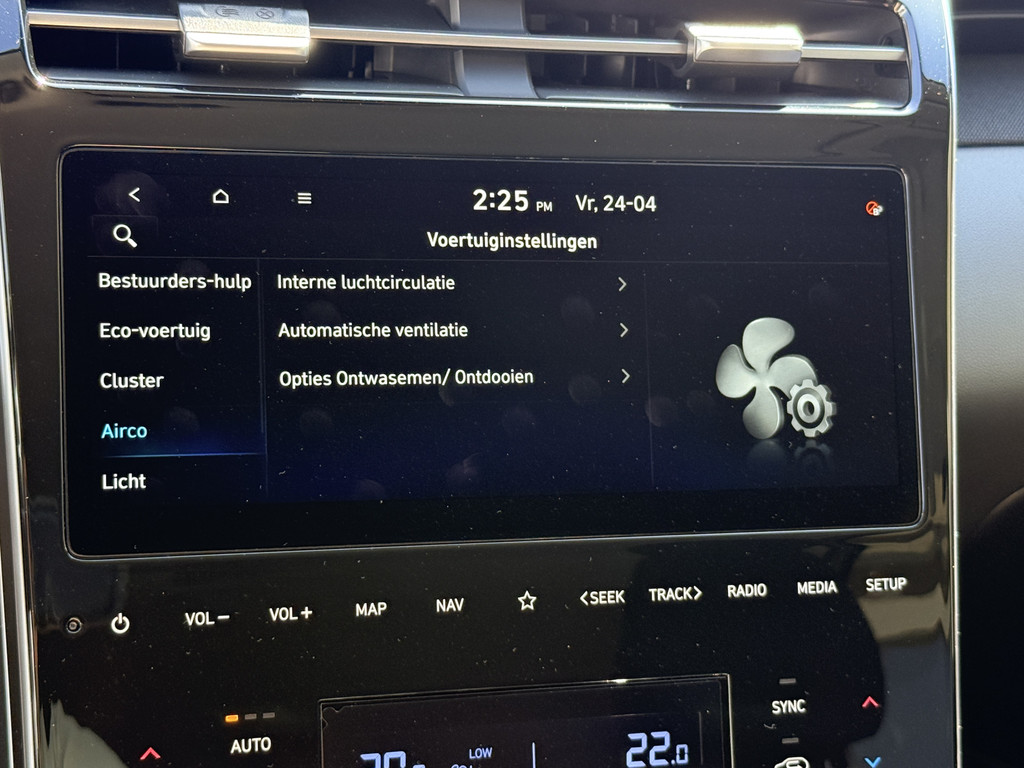 2:25 PM Vr, 24-04
Voertuiginstellingen
Bestuurders-hulp
Interne luchtcirculatie
Eco-voertuig
Automatische ventilatie
Cluster
Opties Ontwasemen/ Ontdooien
Airco
Licht
VOL− VOL+ MAP NAV <SEEK TRACK> RADIO MEDIA SETUP
SYNC
AUTO
LOW
22.0